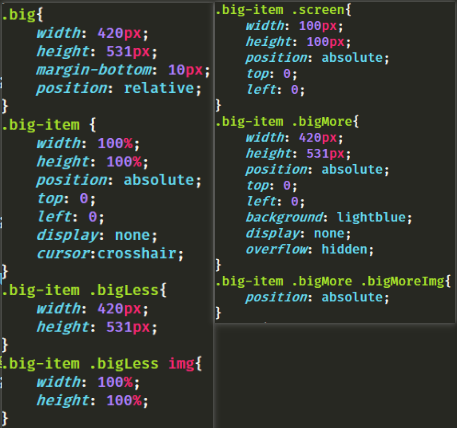 .big{
width: 420px;
height: 531px;
margin-bottom: 10px;
position: relative;
}
.big-item {
width: 100%;
height: 100%;
position: absolute;
top: 0;
left: 0;
display: none;
cursor:crosshair;
}
.big-item .bigLess{
width: 420px;
height: 531px;
}
.big-item .bigLess img{
width: 100%;
height: 100%;
}
.big-item .screen{
width: 100px;
height: 100px;
position: absolute;
top: 0;
left: 0;
}
.big-item .bigMore{
width: 420px;
height: 531px;
position: absolute;
top: 0;
left: 0;
background: lightblue;
display: none;
overflow: hidden;
}
.big-item .bigMore .bigMoreImg{
position: absolute;
}